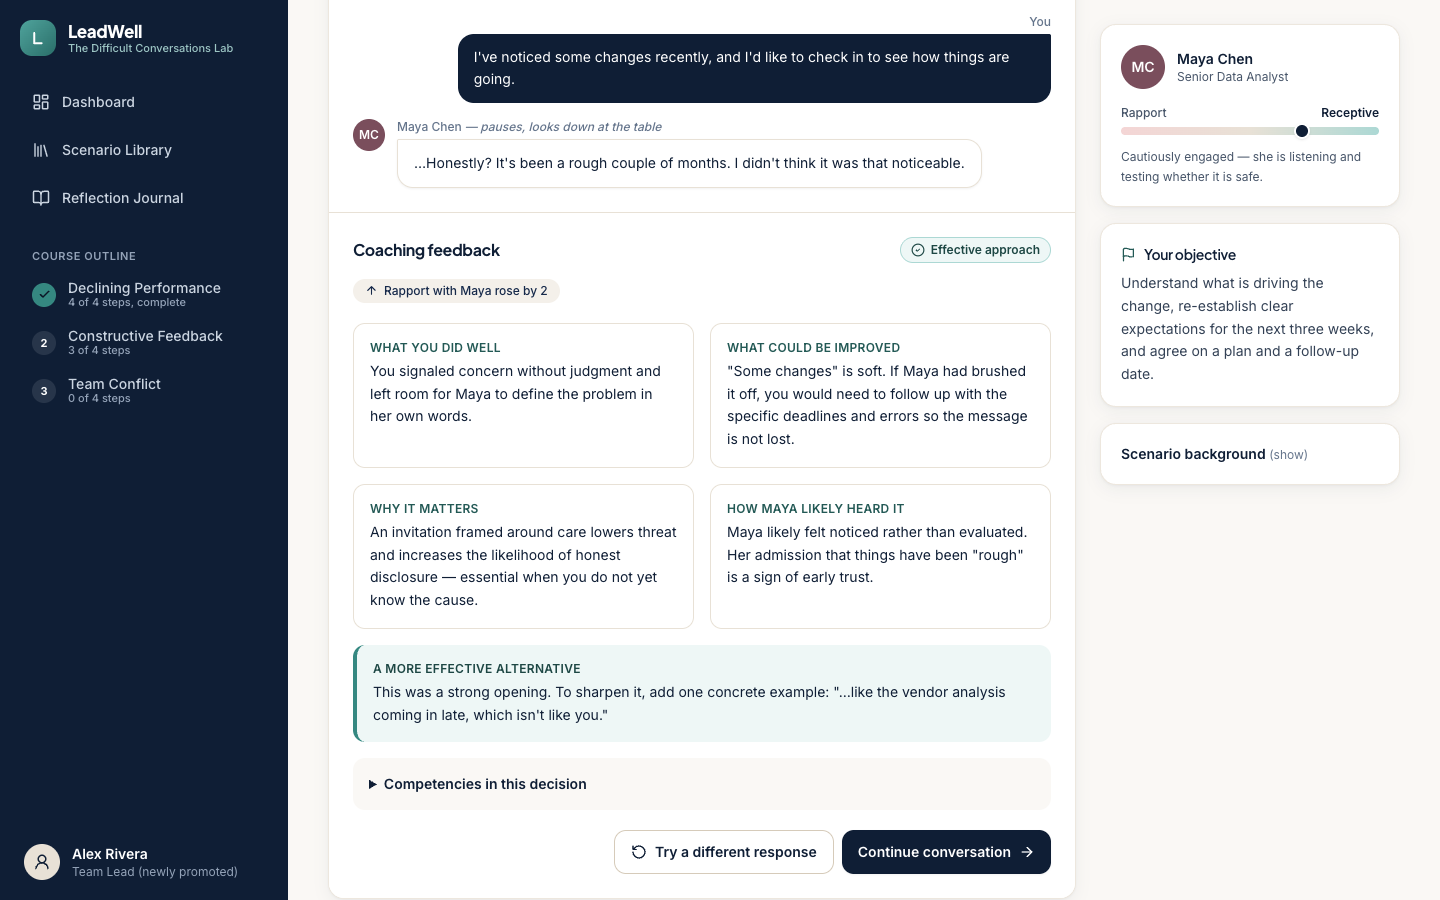 L
LeadWell
The Difficult Conversations Lab
Dashboard
Scenario Library
Reflection Journal
COURSE OUTLINE
Declining Performance
4 of 4 steps, complete
2
Constructive Feedback
3 of 4 steps
3
Team Conflict
0 of 4 steps
Alex Rivera
Team Lead (newly promoted)
You
I've noticed some changes recently, and I'd like to check in to see how things are
going.
MC
Maya Chen — pauses, looks down at the table
...Honestly? It's been a rough couple of months. I didn't think it was that noticeable.
Coaching feedback
Effective approach
Rapport with Maya rose by 2
WHAT YOU DID WELL
You signaled concern without judgment and
left room for Maya to define the problem in
her own words.
WHAT COULD BE IMPROVED
"Some changes" is soft. If Maya had brushed
it off, you would need to follow up with the
specific deadlines and errors so the message
is not lost.
WHY IT MATTERS
An invitation framed around care lowers threat
and increases the likelihood of honest
disclosure — essential when you do not yet
know the cause.
HOW MAYA LIKELY HEARD IT
Maya likely felt noticed rather than evaluated.
Her admission that things have been "rough"
is a sign of early trust.
A MORE EFFECTIVE ALTERNATIVE
This was a strong opening. To sharpen it, add one concrete example: "...like the vendor analysis
coming in late, which isn't like you."
Competencies in this decision
Try a different response
Continue conversation
MC
Maya Chen
Senior Data Analyst
Rapport
Receptive
Cautiously engaged — she is listening and
testing whether it is safe.
Your objective
Understand what is driving the
change, re-establish clear
expectations for the next three weeks,
and agree on a plan and a follow-up
date.
Scenario background (show)